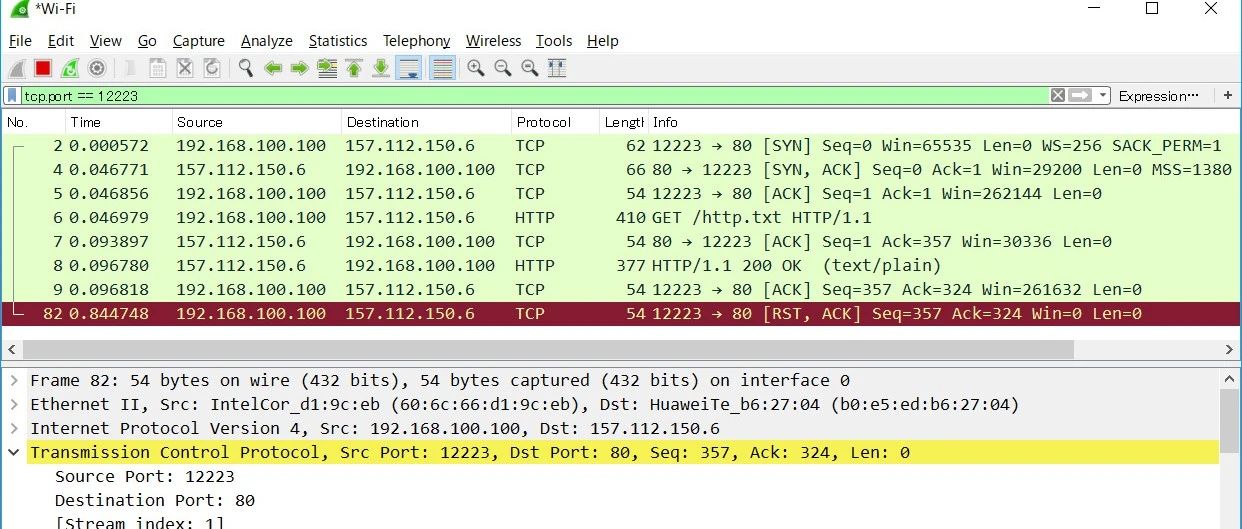 *Wi-Fi
File Edit View Go Capture Analyze Statistics Telephony Wireless Tools Help
tcp.port == 12223 Expression… +
No. Time Source Destination Protocol Lengtl Info
2 0.000572 192.168.100.100 157.112.150.6 TCP 62 12223 → 80 [SYN] Seq=0 Win=65535 Len=0 WS=256 SACK_PERM=1
4 0.046771 157.112.150.6 192.168.100.100 TCP 66 80 → 12223 [SYN, ACK] Seq=0 Ack=1 Win=29200 Len=0 MSS=1380
5 0.046856 192.168.100.100 157.112.150.6 TCP 54 12223 → 80 [ACK] Seq=1 Ack=1 Win=262144 Len=0
6 0.046979 192.168.100.100 157.112.150.6 HTTP 410 GET /http.txt HTTP/1.1
7 0.093897 157.112.150.6 192.168.100.100 TCP 54 80 → 12223 [ACK] Seq=1 Ack=357 Win=30336 Len=0
8 0.096780 157.112.150.6 192.168.100.100 HTTP 377 HTTP/1.1 200 OK (text/plain)
9 0.096818 192.168.100.100 157.112.150.6 TCP 54 12223 → 80 [ACK] Seq=357 Ack=324 Win=261632 Len=0
82 0.844748 192.168.100.100 157.112.150.6 TCP 54 12223 → 80 [RST, ACK] Seq=357 Ack=324 Win=0 Len=0
Frame 82: 54 bytes on wire (432 bits), 54 bytes captured (432 bits) on interface 0
Ethernet II, Src: IntelCor_d1:9c:eb (60:6c:66:d1:9c:eb), Dst: HuaweiTe_b6:27:04 (b0:e5:ed:b6:27:04)
Internet Protocol Version 4, Src: 192.168.100.100, Dst: 157.112.150.6
Transmission Control Protocol, Src Port: 12223, Dst Port: 80, Seq: 357, Ack: 324, Len: 0
Source Port: 12223
Destination Port: 80
[Stream index: 1]